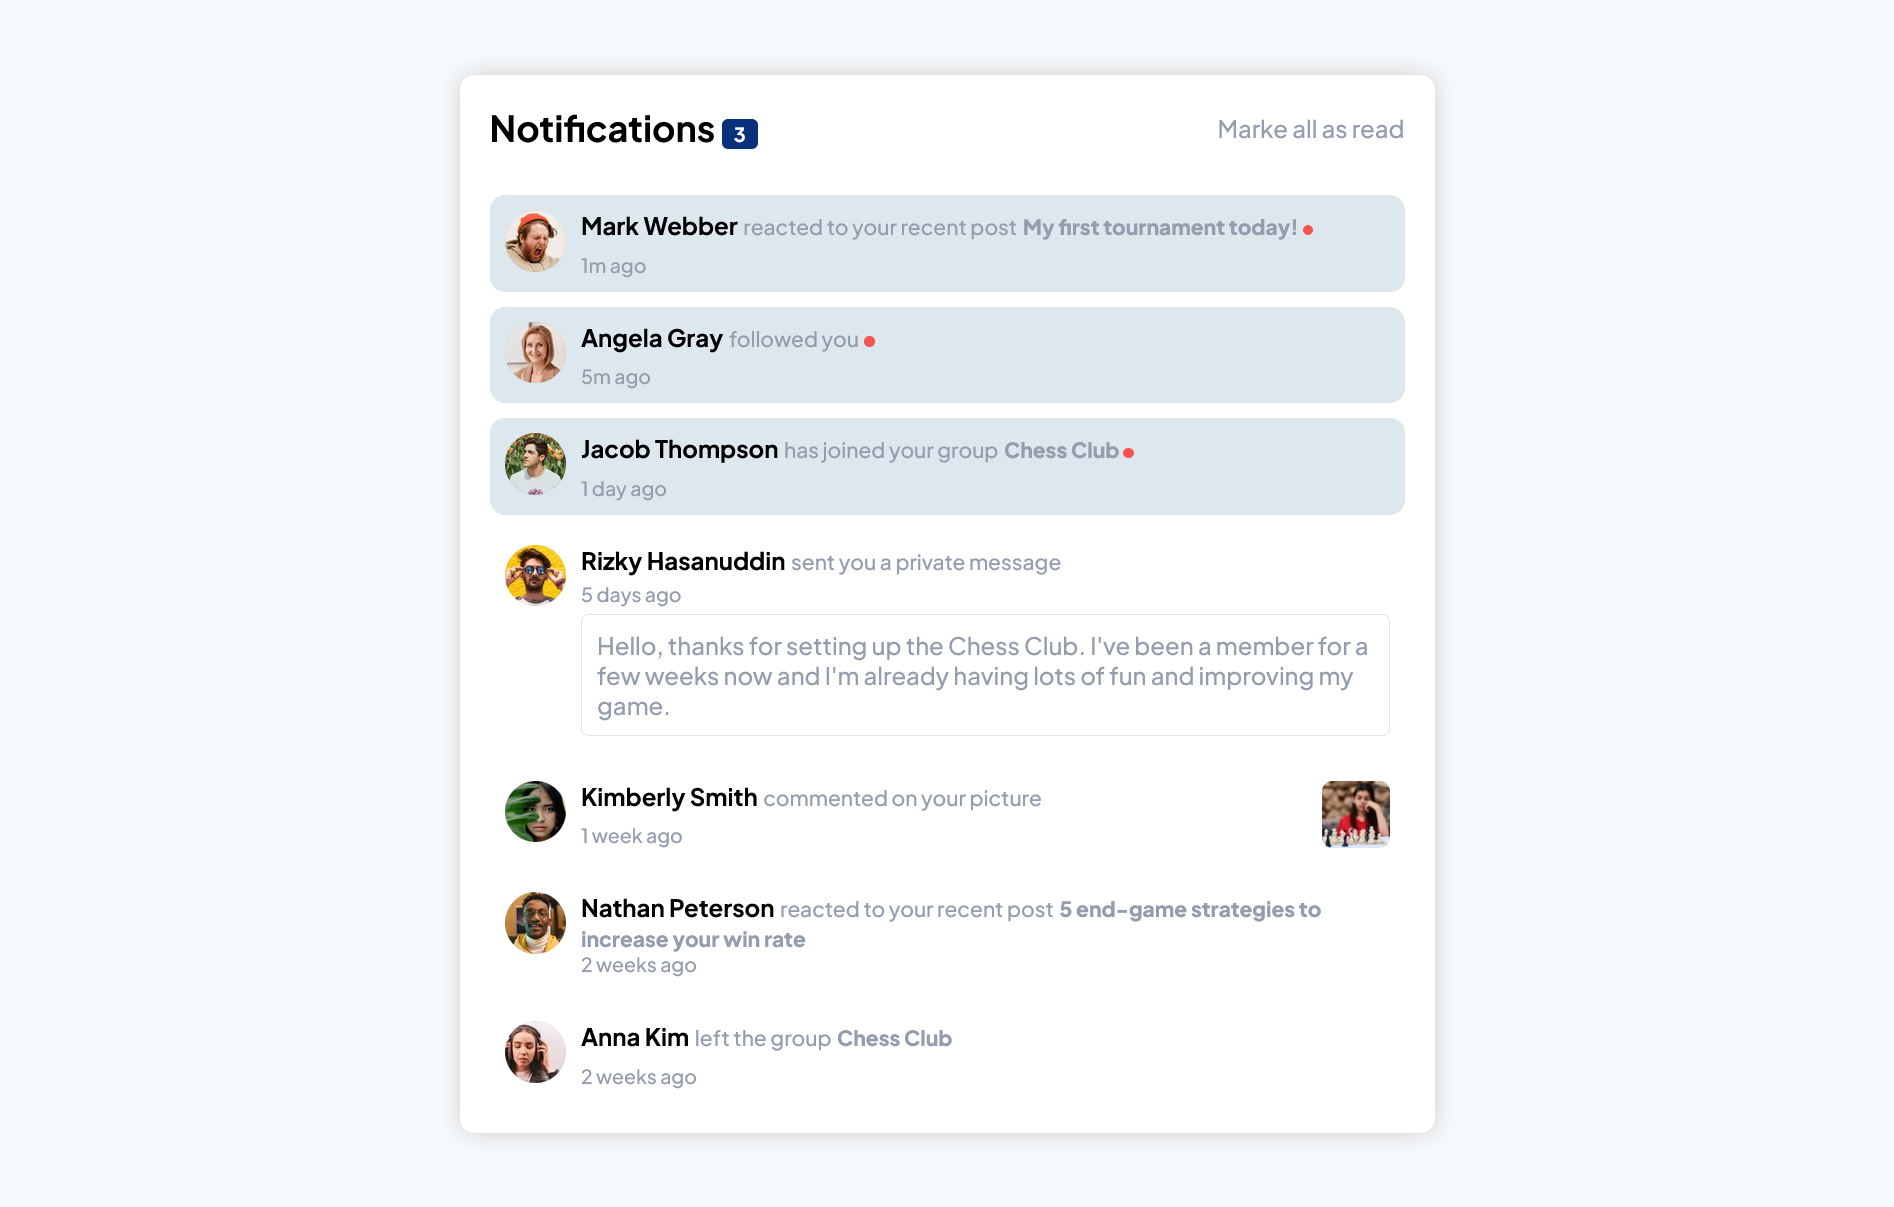 Notifications 3
Marke all as read
Mark Webber reacted to your recent post My first tournament today!
1m ago
Angela Gray followed you
5m ago
Jacob Thompson has joined your group Chess Club
1 day ago
Rizky Hasanuddin sent you a private message
5 days ago
Hello, thanks for setting up the Chess Club. I've been a member for a
few weeks now and I'm already having lots of fun and improving my
game.
Kimberly Smith commented on your picture
1 week ago
Nathan Peterson reacted to your recent post 5 end-game strategies to
increase your win rate
2 weeks ago
Anna Kim left the group Chess Club
2 weeks ago